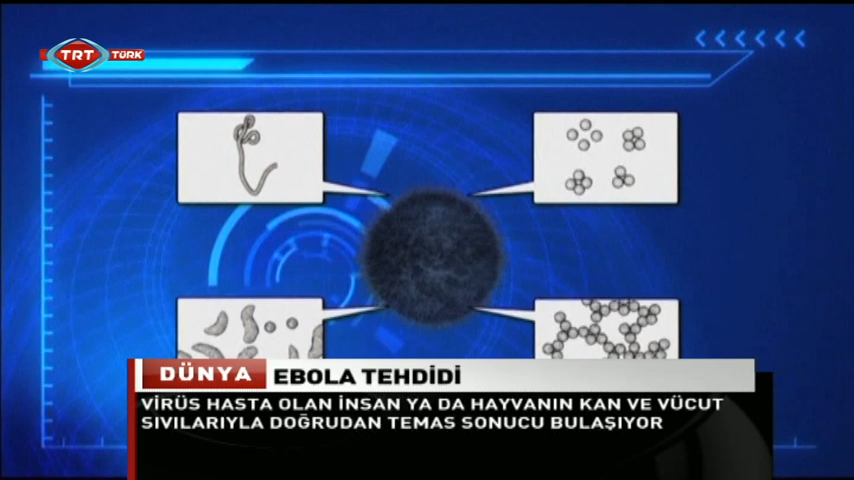 TRT TÜRK
DÜNYA EBOLA TEHDİDİ
VİRÜS HASTA OLAN İNSAN YA DA HAYVANIN KAN VE VÜCUT
SIVILARIYLA DOĞRUDAN TEMAS SONUCU BULAŞIYOR